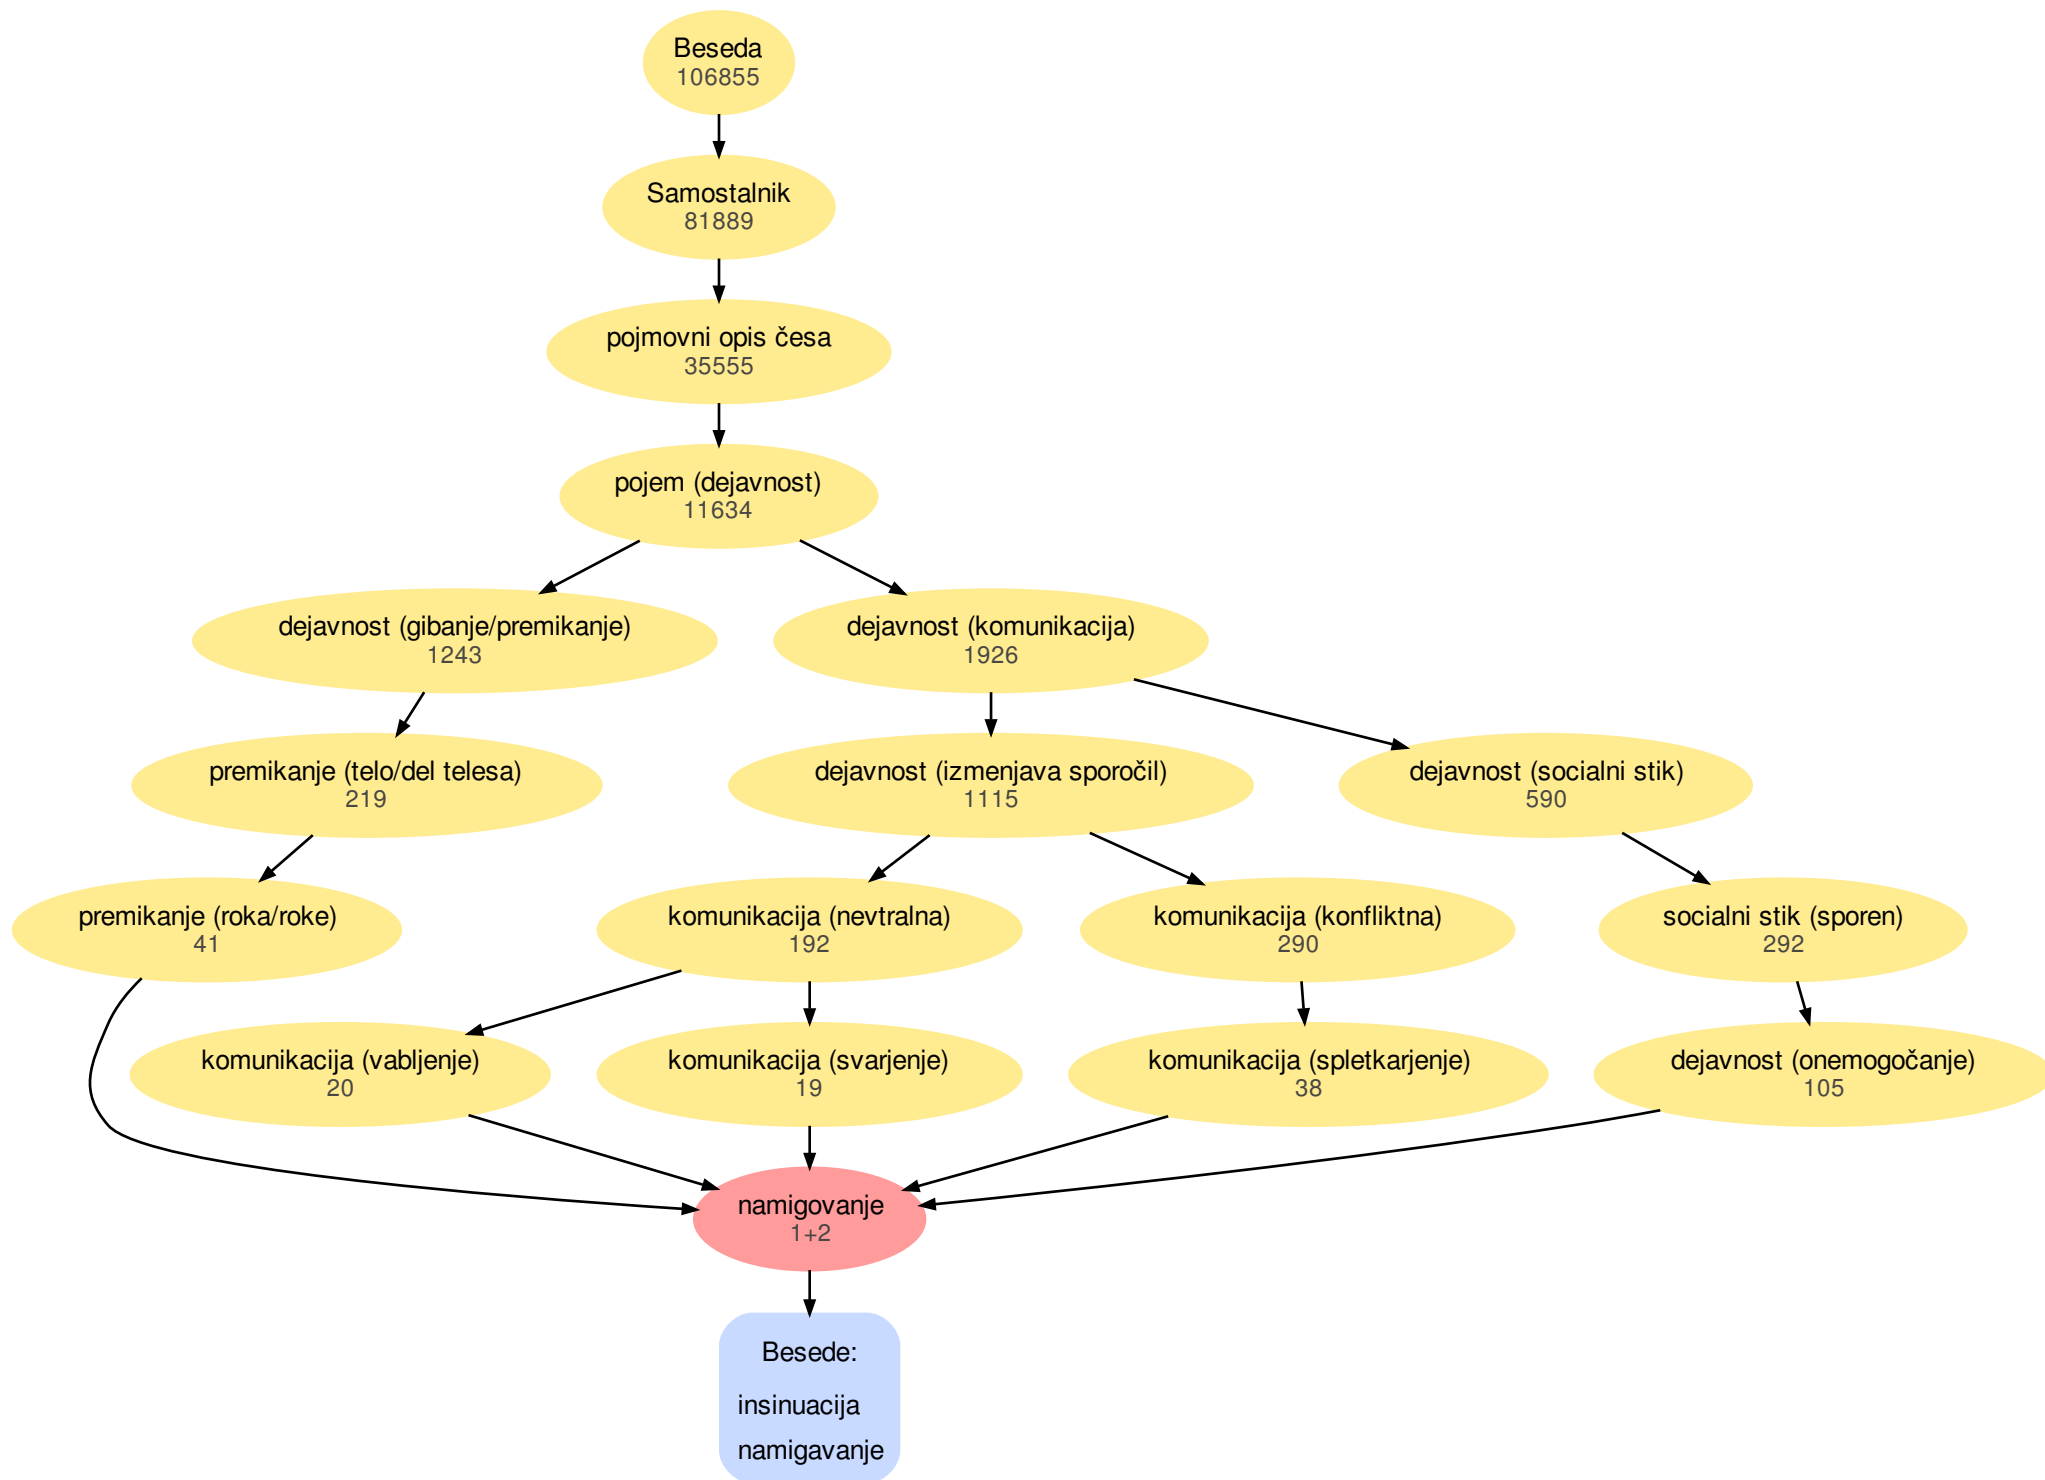 Beseda
106855
Samostalnik
81889
pojmovni opis česa
35555
pojem (dejavnost)
11634
dejavnost (gibanje/premikanje)
1243
dejavnost (komunikacija)
1926
premikanje (telo/del telesa)
219
dejavnost (izmenjava sporočil)
1115
dejavnost (socialni stik)
590
premikanje (roka/roke)
41
komunikacija (nevtralna)
192
komunikacija (konfliktna)
290
socialni stik (sporen)
292
komunikacija (vabljenje)
20
komunikacija (svarjenje)
19
komunikacija (spletkarjenje)
38
dejavnost (onemogočanje)
105
namigovanje
1+2
Besede:
insinuacija
namigavanje